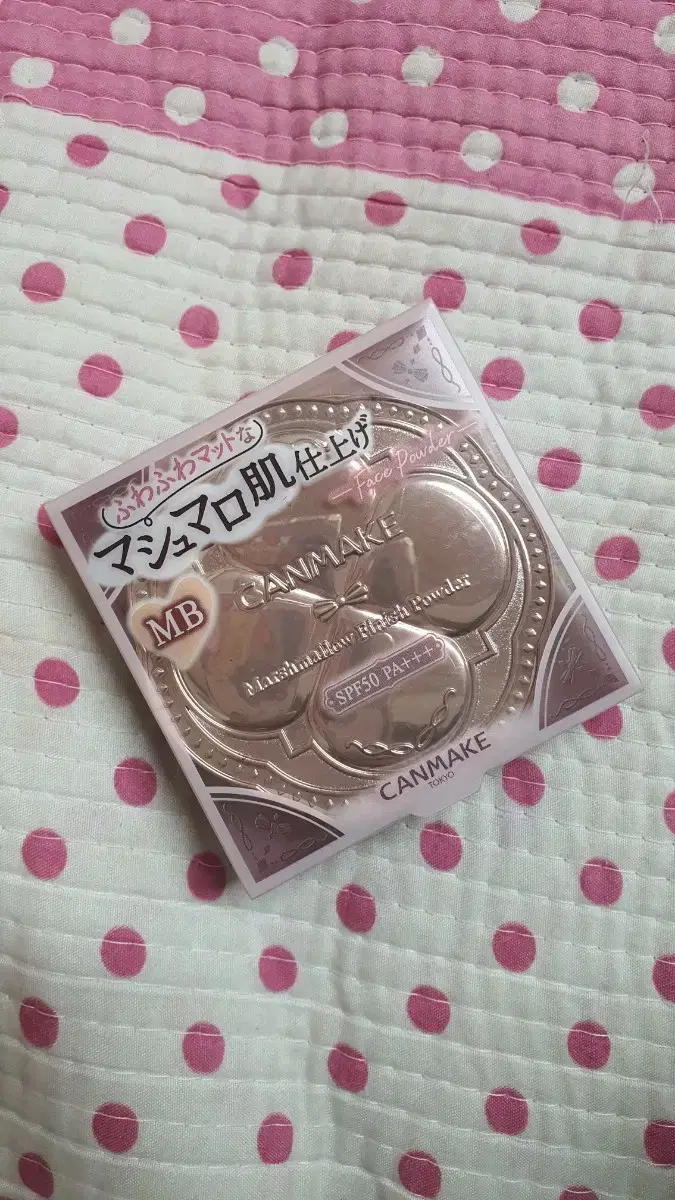 ふわふわマットな
マシュマロ肌仕上げ
Face Powder
MB
CANMAKE
Marshmallow Finish Powder
SPF50 PA+++
CANMAKE
TOKYO